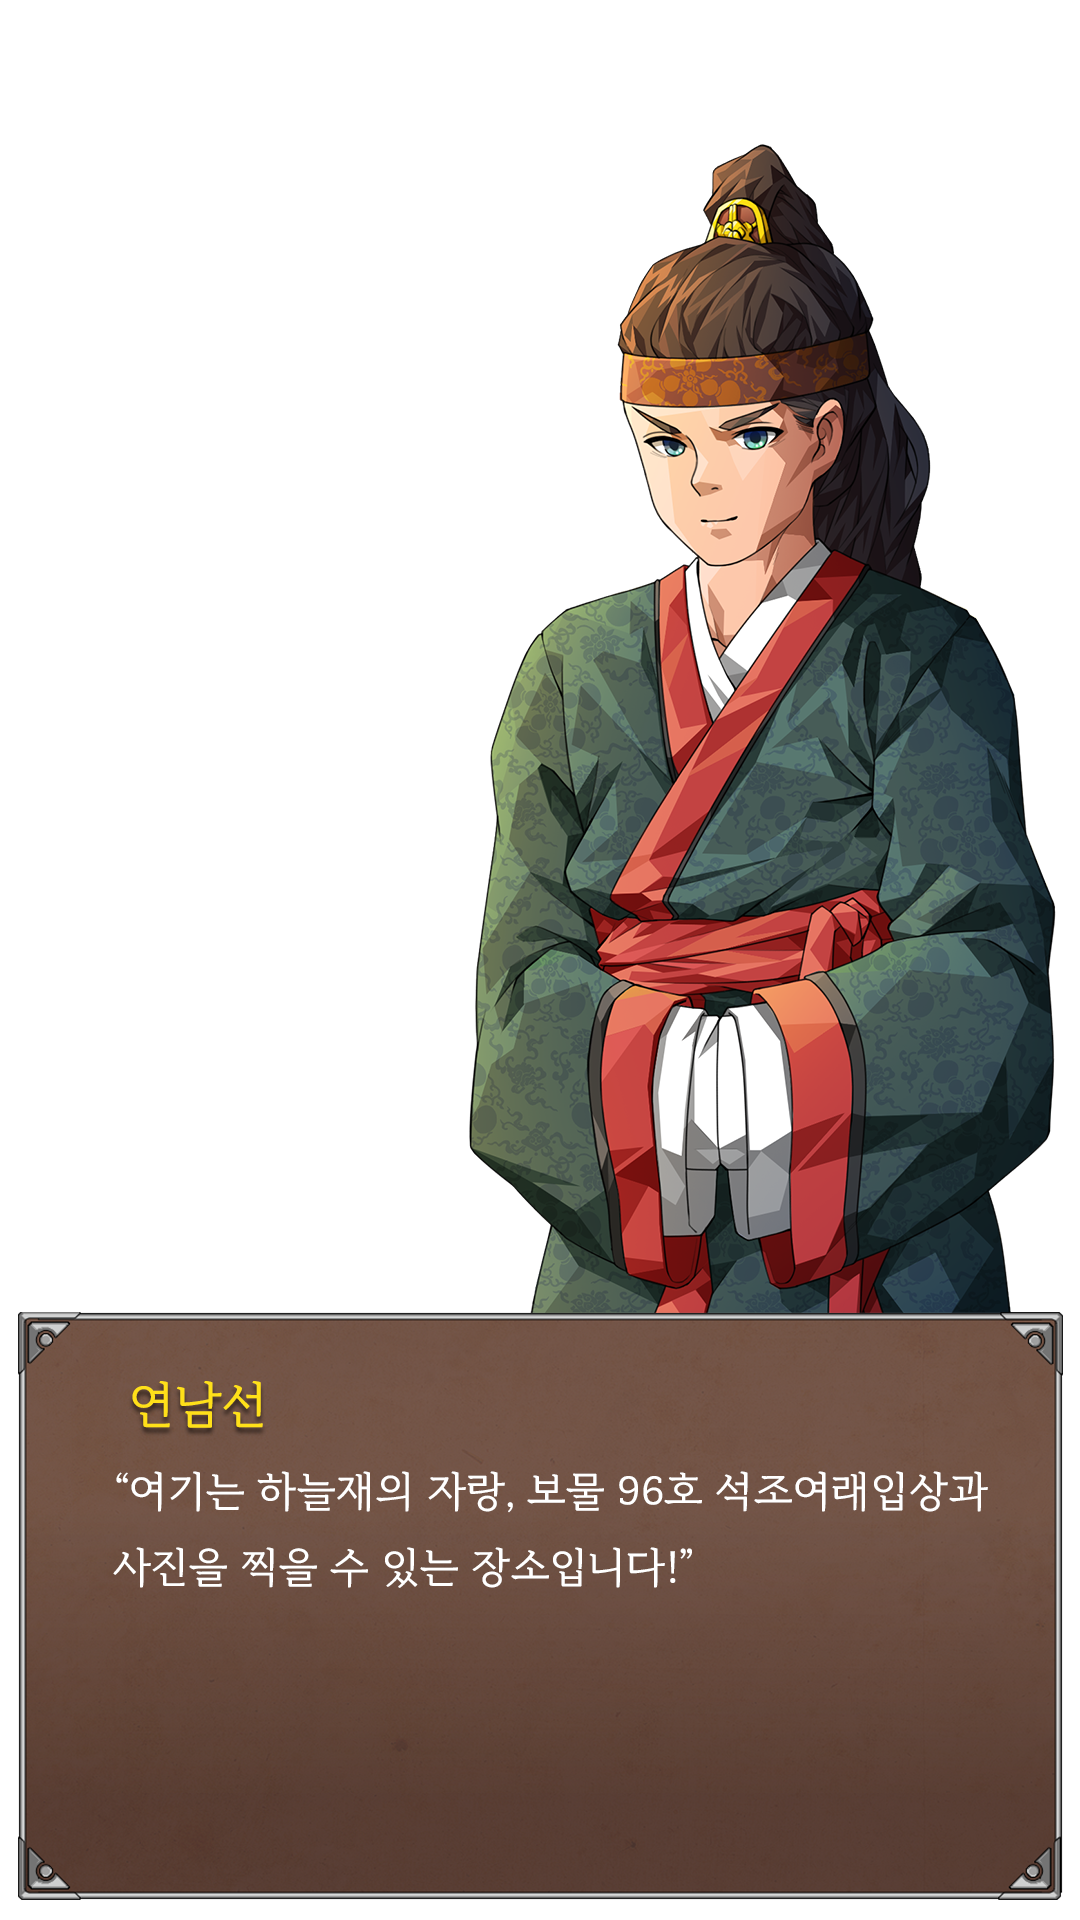 연남선
“여기는 하늘재의 자랑, 보물 96호 석조여래입상과
사진을 찍을 수 있는 장소입니다!”